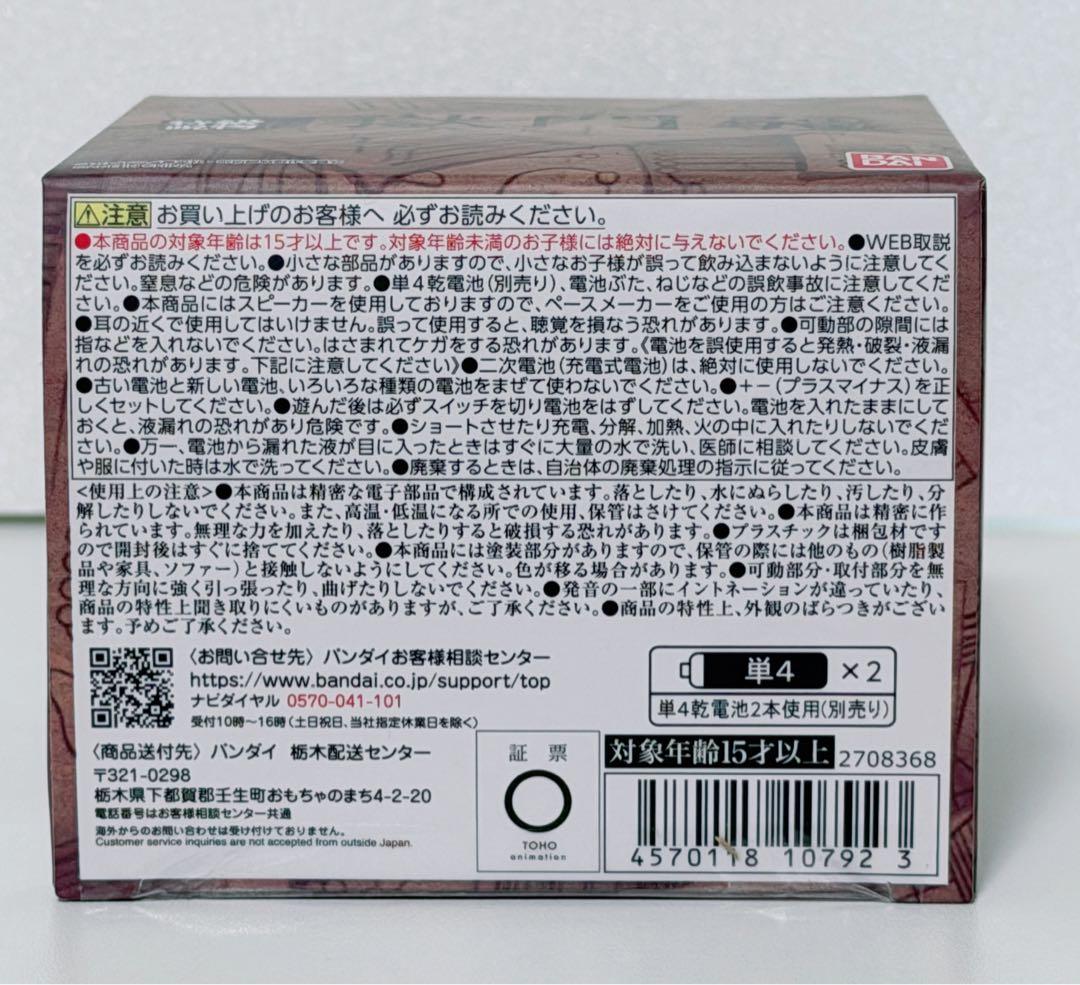 BAN
DAI
⚠注意 お買い上げのお客様へ 必ずお読みください。
●本商品の対象年齢は15才以上です。対象年齢未満のお子様には絶対に与えないでください。●WEB取説
を必ずお読みください。●小さな部品がありますので、小さなお子様が誤って飲み込まないように注意してく
ださい。窒息などの危険があります。●単4乾電池(別売り)、電池ぶた、ねじなどの誤飲事故に注意してくだ
さい。●本商品にはスピーカーを使用しておりますので、ペースメーカーをご使用の方はご注意ください。
●耳の近くで使用してはいけません。誤って使用すると、聴覚を損なう恐れがあります。●可動部の隙間には
指などを入れないでください。はさまれてケガをする恐れがあります。《電池を誤使用すると発熱・破裂・液漏
れの恐れがあります。下記に注意してください》●二次電池(充電式電池)は、絶対に使用しないでください。
●古い電池と新しい電池、いろいろな種類の電池をまぜて使わないでください。●+−(プラスマイナス)を正
しくセットしてください。●遊んだ後は必ずスイッチを切り電池をはずしてください。電池を入れたままにして
おくと、液漏れの恐れがあり危険です。●ショートさせたり充電、分解、加熱、火の中に入れたりしないでくだ
さい。●万一、電池から漏れた液が目に入ったときはすぐに大量の水で洗い、医師に相談してください。皮膚
や服に付いた時は水で洗ってください。●廃棄するときは、自治体の廃棄処理の指示に従ってください。
<使用上の注意>●本商品は精密な電子部品で構成されています。落としたり、水にぬらしたり、汚したり、分
解したりしないでください。また、高温・低温になる所での使用、保管はさけてください。●本商品は精密に作
られています。無理な力を加えたり、落としたりすると破損する恐れがあります。●プラスチックは梱包材です
ので開封後はすぐに捨ててください。●本商品には塗装部分がありますので、保管の際には他のもの(樹脂製
品や家具、ソファー)と接触しないようにしてください。色が移る場合があります。●可動部分・取付部分を無
理な方向に強く引っ張ったり、曲げたりしないでください。●発音の一部にイントネーションが違っていたり、
商品の特性上聞き取りにくいものがありますが、ご了承ください。●商品の特性上、外観のばらつきがござい
ます。予めご了承ください。
〈お問い合せ先〉バンダイお客様相談センター
https://www.bandai.co.jp/support/top
ナビダイヤル 0570-041-101
受付10時〜16時(土日祝日、当社指定休業日を除く)
単4 ×2
単4乾電池2本使用(別売り)
〈商品送付先〉バンダイ 栃木配送センター
〒321-0298
栃木県下都賀郡壬生町おもちゃのまち4-2-20
電話番号はお客様相談センター共通
海外からのお問い合わせは受け付けておりません。
Customer service inquiries are not accepted from outside Japan.
証票
TOHO
animation
対象年齢15才以上 2708368
4570118 10792 3